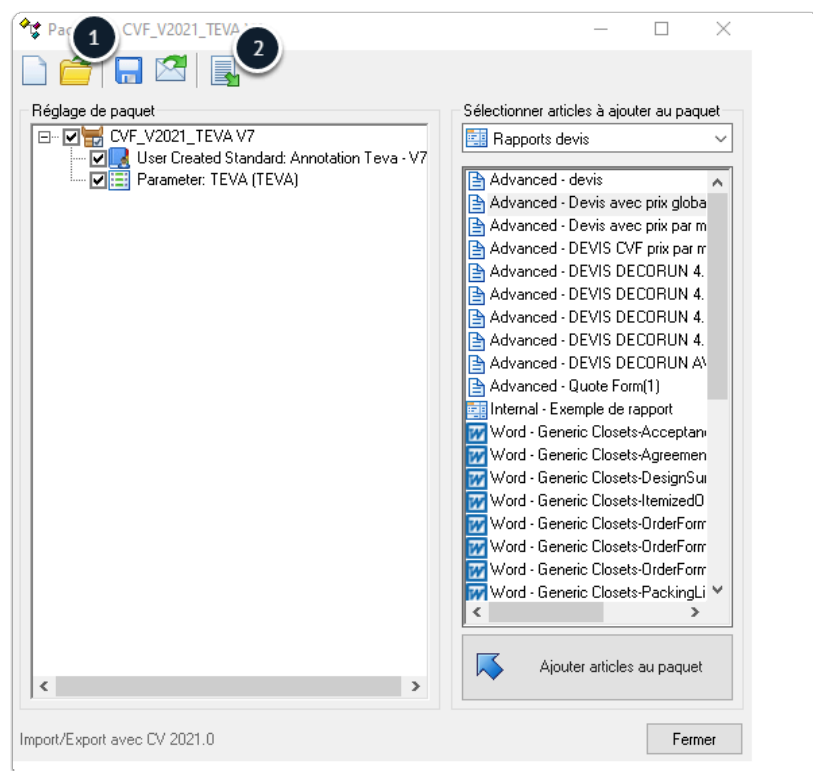 CVF_V2021_TEVA
1
2
Réglage de paquet
CVF_V2021_TEVA V7
User Created Standard: Annotation Teva - V7
Parameter: TEVA (TEVA)
Sélectionner articles à ajouter au paquet
Rapports devis
Advanced - devis
Advanced - Devis avec prix globa
Advanced - Devis avec prix par m
Advanced - DEVIS CVF prix par m
Advanced - DEVIS DECORUN 4.
Advanced - DEVIS DECORUN 4.
Advanced - DEVIS DECORUN 4.
Advanced - DEVIS DECORUN 4.
Advanced - DEVIS DECORUN AV
Advanced - Quote Form(1)
Internal - Exemple de rapport
Word - Generic Closets-Acceptan
Word - Generic Closets-Agreemen
Word - Generic Closets-DesignSu
Word - Generic Closets-ItemizedO
Word - Generic Closets-OrderForm
Word - Generic Closets-OrderForm
Word - Generic Closets-OrderForm
Word - Generic Closets-PackingLi
Ajouter articles au paquet
Import/Export avec CV 2021.0
Fermer